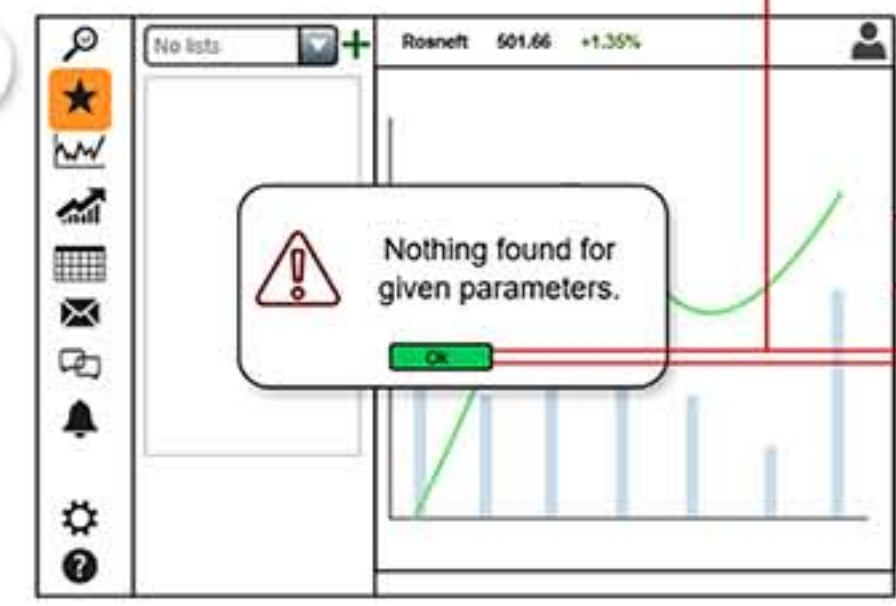 No lists
Rosneft 501.66 +1.35%
Nothing found for
given parameters.
Ok